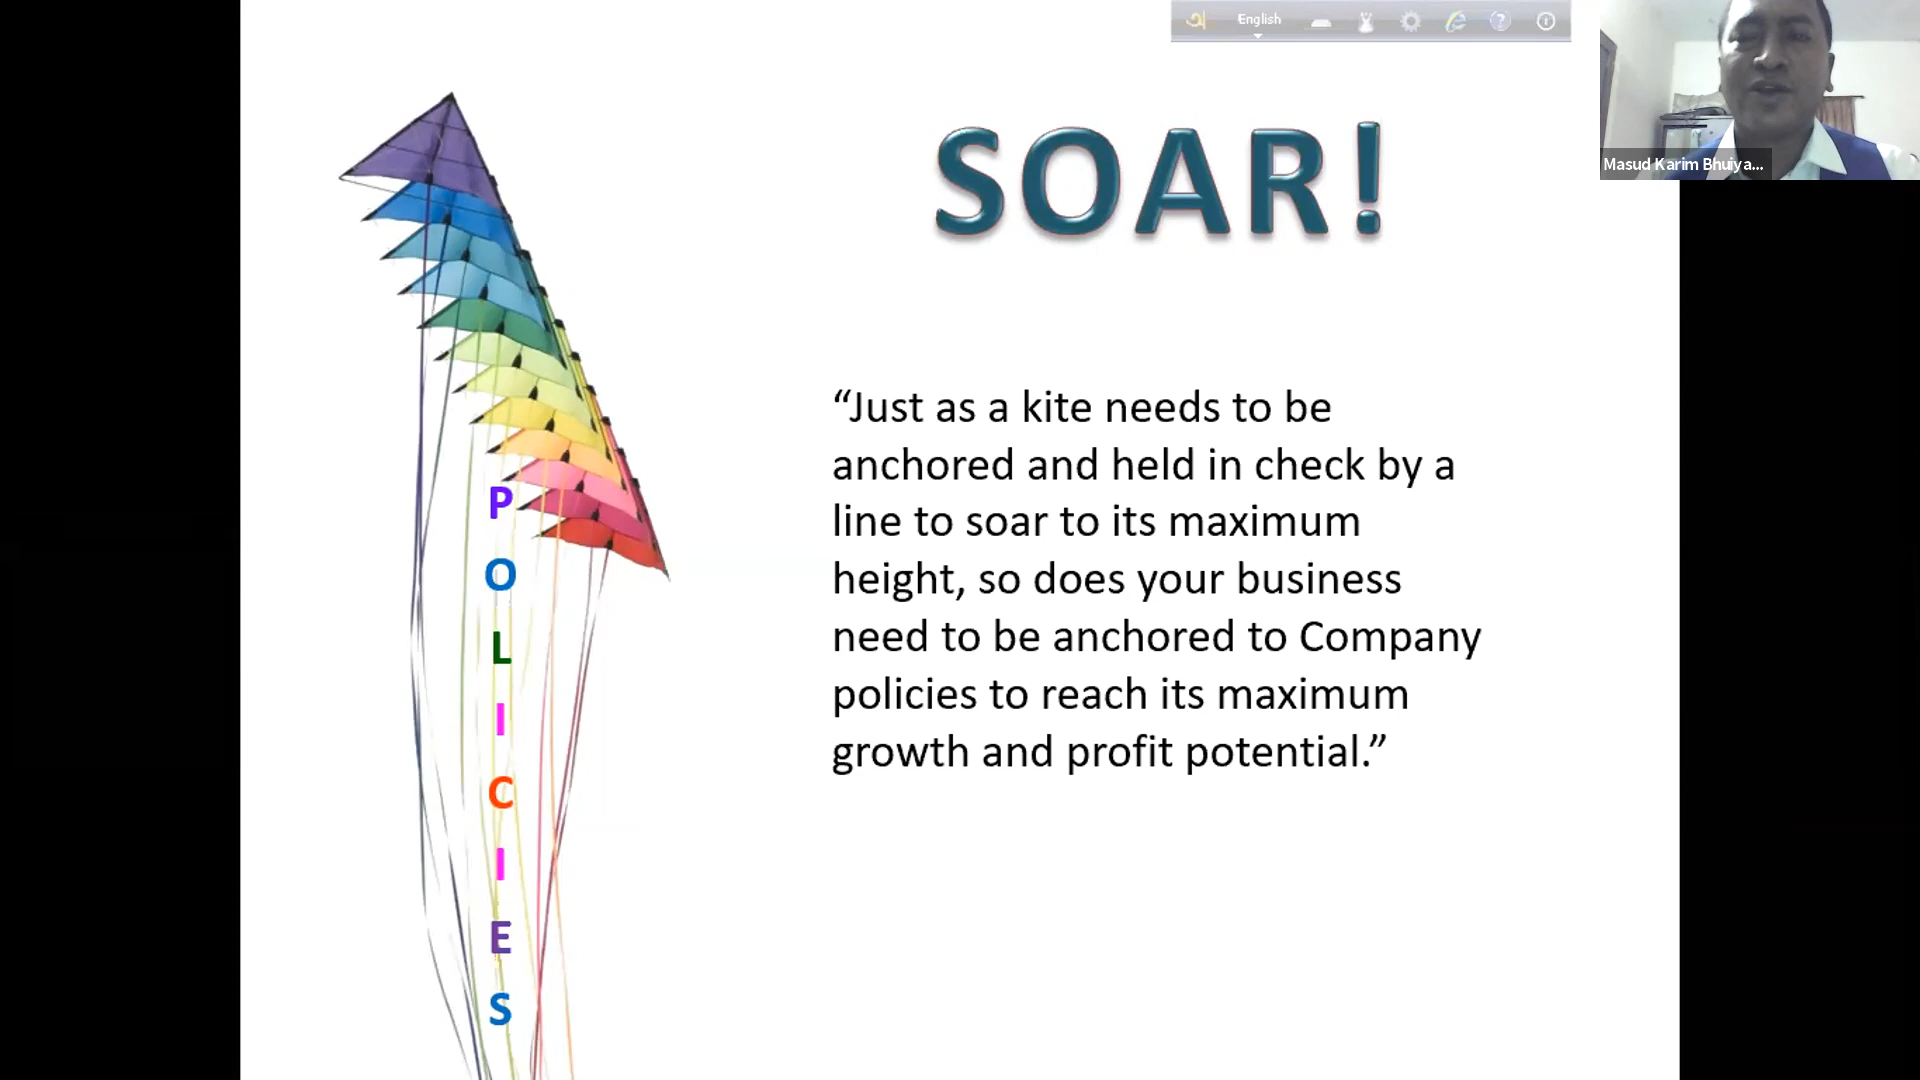 অ English
Masud Karim Bhuiya...
SOAR!
“Just as a kite needs to be
anchored and held in check by a
line to soar to its maximum
height, so does your business
need to be anchored to Company
policies to reach its maximum
growth and profit potential.”
P
O
L
I
C
I
E
S